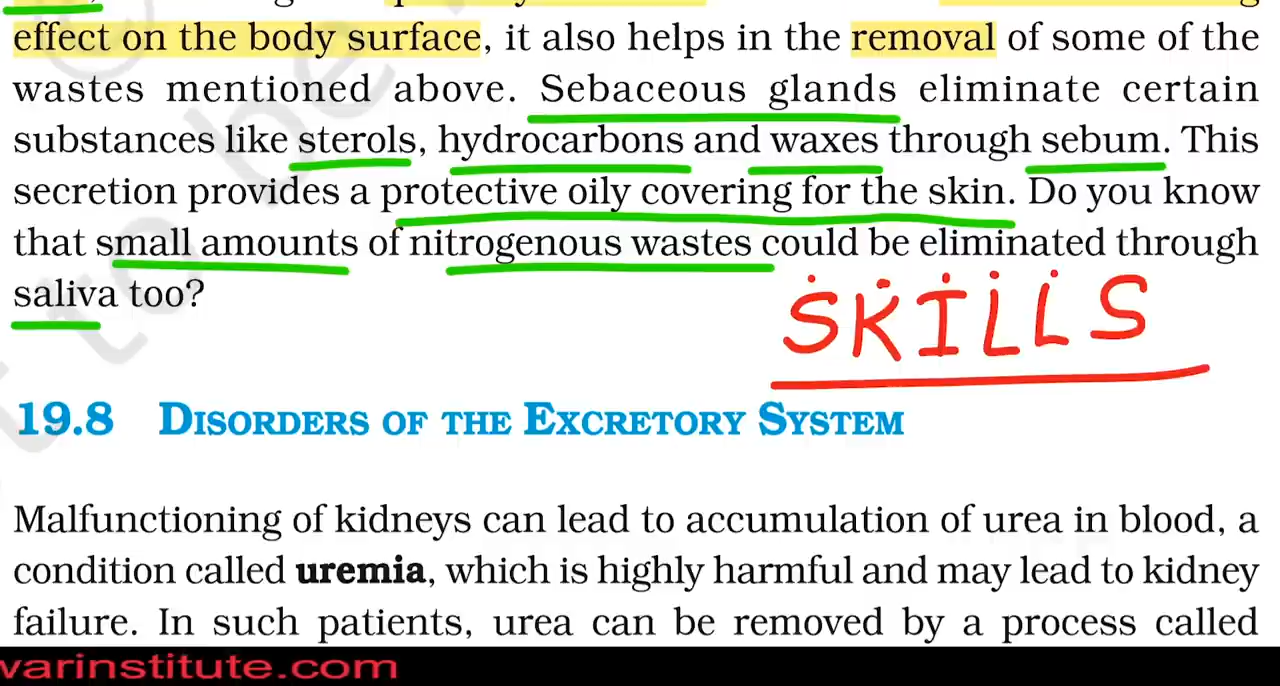 effect on the body surface, it also helps in the removal of some of the
wastes mentioned above. Sebaceous glands eliminate certain
substances like sterols, hydrocarbons and waxes through sebum. This
secretion provides a protective oily covering for the skin. Do you know
that small amounts of nitrogenous wastes could be eliminated through
saliva too?
SKILLS
19.8 DISORDERS OF THE EXCRETORY SYSTEM
Malfunctioning of kidneys can lead to accumulation of urea in blood, a
condition called uremia, which is highly harmful and may lead to kidney
failure. In such patients, urea can be removed by a process called
varinstitute.com